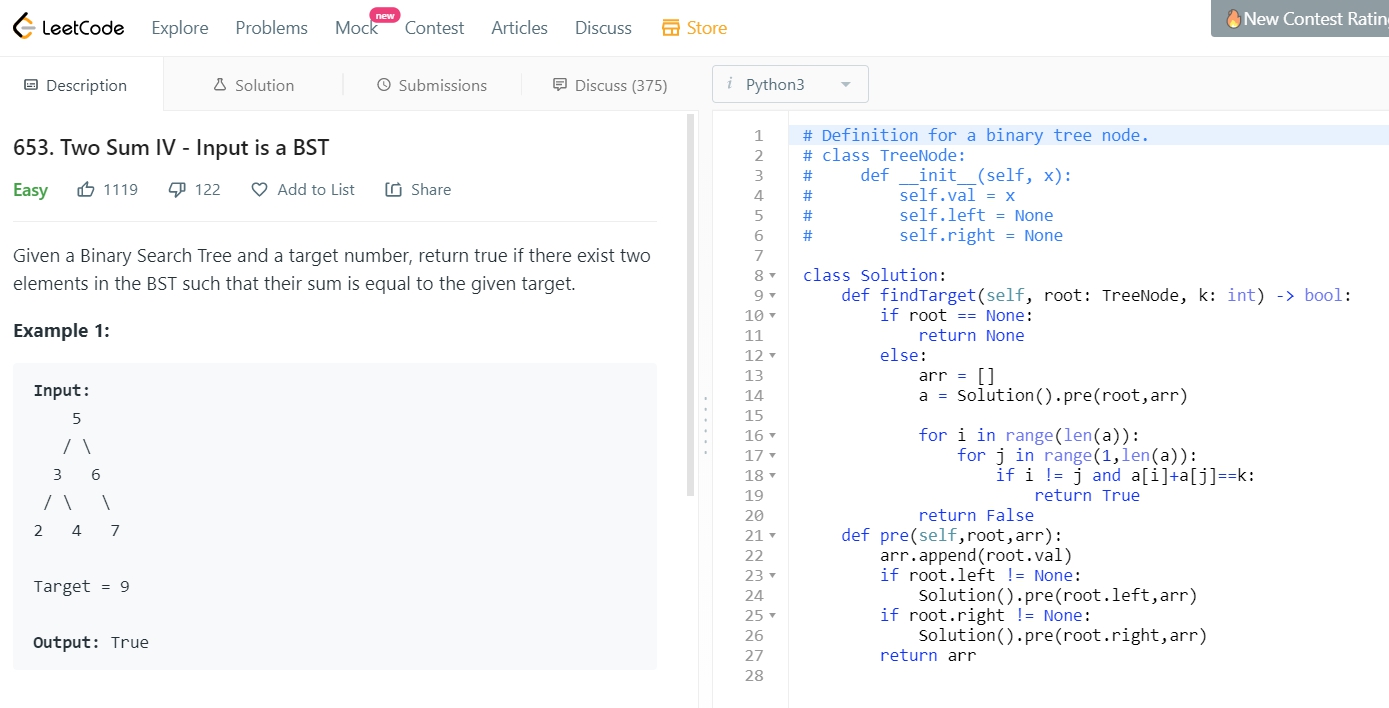 LeetCode Explore Problems Mock new Contest Articles Discuss Store 🔥New Contest Ratin
Description Solution Submissions Discuss (375) i Python3
653. Two Sum IV - Input is a BST
Easy 1119 122 Add to List Share
Given a Binary Search Tree and a target number, return true if there exist two
elements in the BST such that their sum is equal to the given target.
Example 1:
Input:
    5
   / \
  3   6
 / \   \
2   4   7
Target = 9
Output: True
1 # Definition for a binary tree node.
2 # class TreeNode:
3 #     def __init__(self, x):
4 #         self.val = x
5 #         self.left = None
6 #         self.right = None
7
8 class Solution:
9     def findTarget(self, root: TreeNode, k: int) -> bool:
10         if root == None:
11             return None
12         else:
13             arr = []
14             a = Solution().pre(root,arr)
15
16             for i in range(len(a)):
17                 for j in range(1,len(a)):
18                     if i != j and a[i]+a[j]==k:
19                         return True
20             return False
21     def pre(self,root,arr):
22         arr.append(root.val)
23         if root.left != None:
24             Solution().pre(root.left,arr)
25         if root.right != None:
26             Solution().pre(root.right,arr)
27         return arr
28